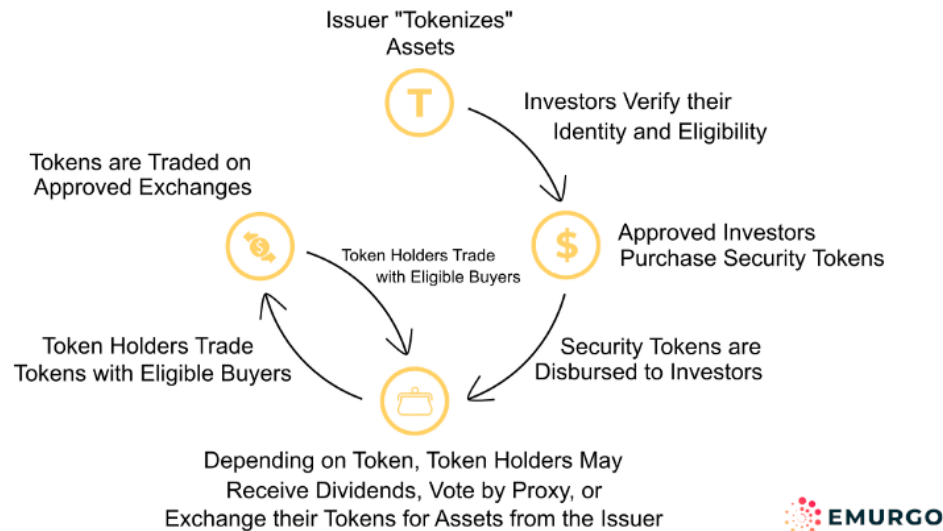 Issuer "Tokenizes"
Assets
T
Investors Verify their
Identity and Eligibility
Tokens are Traded on
Approved Exchanges
$
Token Holders Trade
with Eligible Buyers
$
Approved Investors
Purchase Security Tokens
Token Holders Trade
Tokens with Eligible Buyers
Security Tokens are
Disbursed to Investors
Depending on Token, Token Holders May
Receive Dividends, Vote by Proxy, or
Exchange their Tokens for Assets from the Issuer
EMURGO